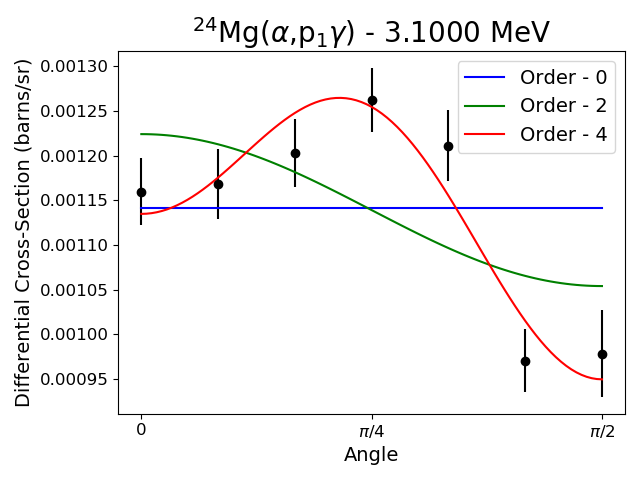 ²⁴Mg(α,p₁γ) - 3.1000 MeV
Order - 0
Order - 2
Order - 4
Differential Cross-Section (barns/sr)
0.00130
0.00125
0.00120
0.00115
0.00110
0.00105
0.00100
0.00095
0
π/4
π/2
Angle